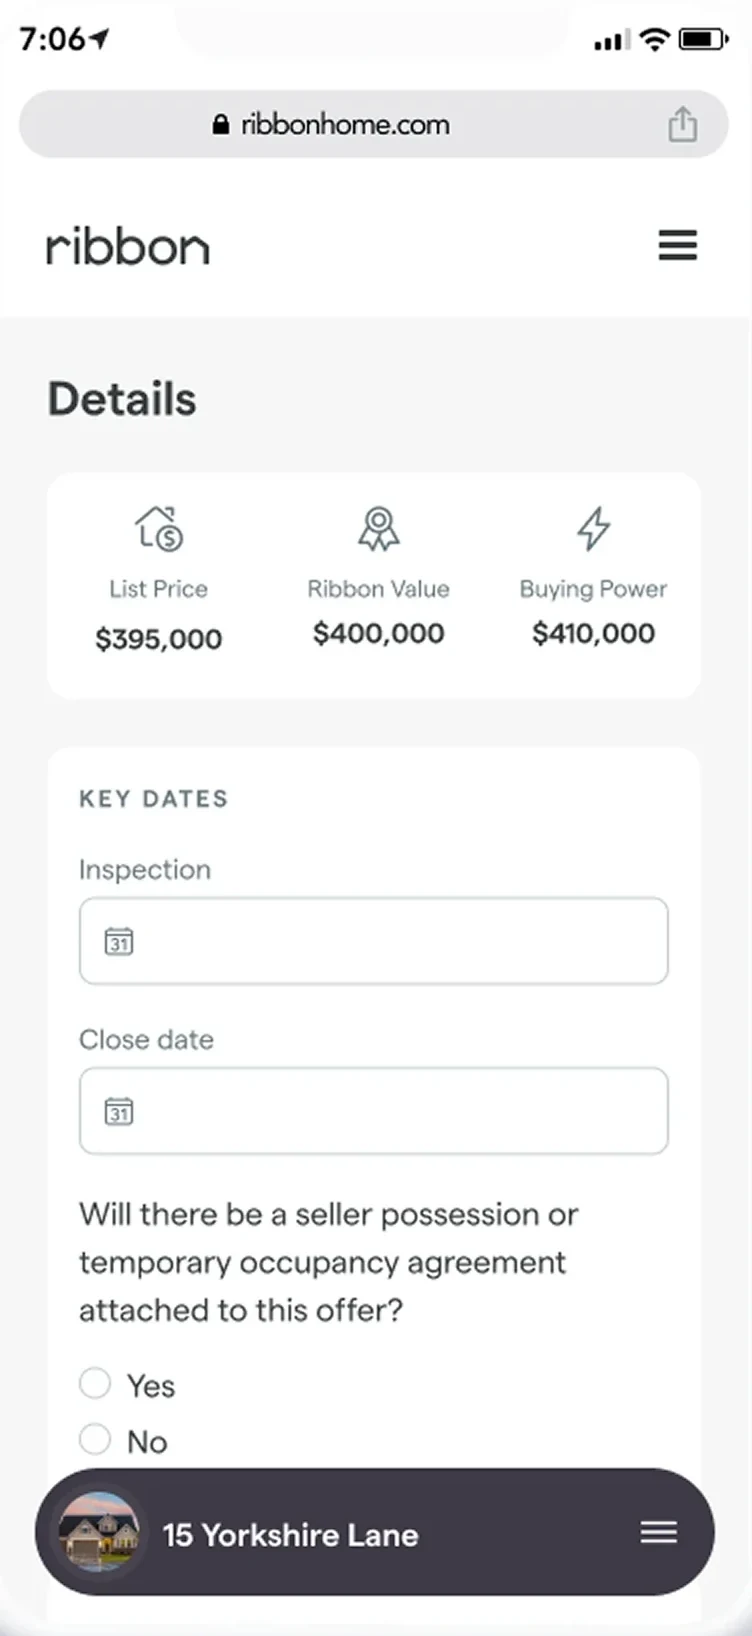 7:06
ribbonhome.com
ribbon
Details
List Price
$395,000
Ribbon Value
$400,000
Buying Power
$410,000
KEY DATES
Inspection
31
Close date
31
Will there be a seller possession or
temporary occupancy agreement
attached to this offer?
Yes
No
15 Yorkshire Lane